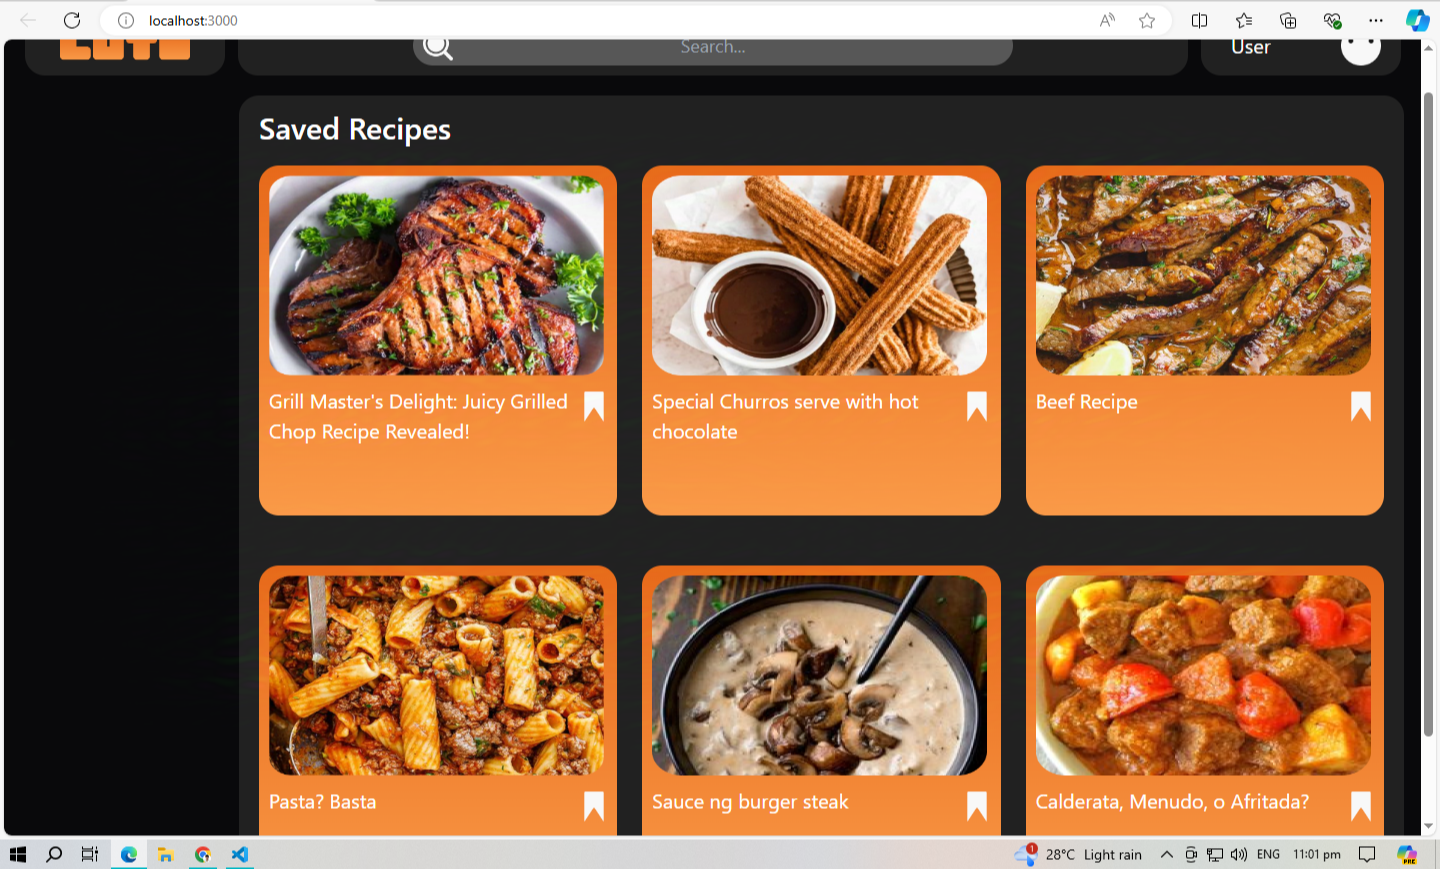 localhost:3000
Search...
User
Saved Recipes
Grill Master's Delight: Juicy Grilled
Chop Recipe Revealed!
Special Churros serve with hot
chocolate
Beef Recipe
Pasta? Basta
Sauce ng burger steak
Calderata, Menudo, o Afritada?
1
28°C Light rain
ENG
11:01 pm
PRE